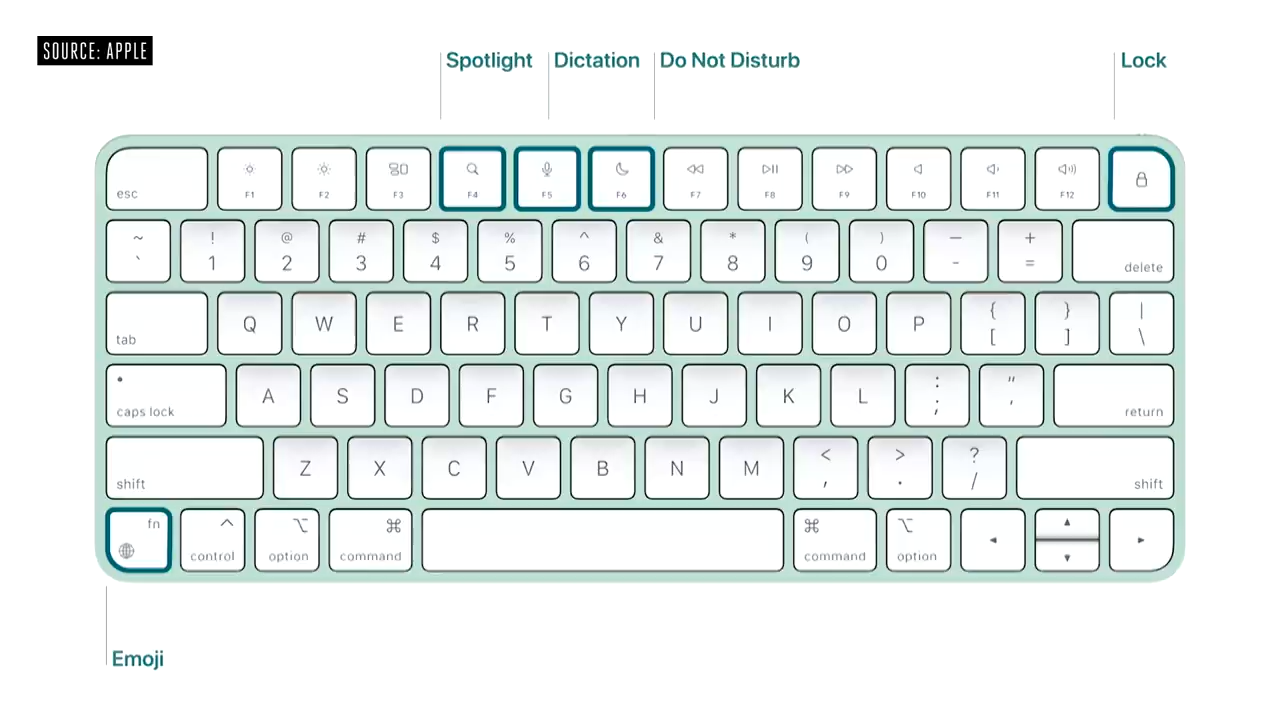 SOURCE: APPLE
Spotlight Dictation Do Not Disturb Lock
esc F1 F2 F3 F4 F5 F6 F7 F8 F9 F10 F11 F12
~ ! @ # $ % ^ & * ( ) — +
` 1 2 3 4 5 6 7 8 9 0 - = delete
tab Q W E R T Y U I O P { [ } ] | \
caps lock A S D F G H J K L : ; " ' return
shift Z X C V B N M < , > . ? / shift
fn control option command command option
Emoji